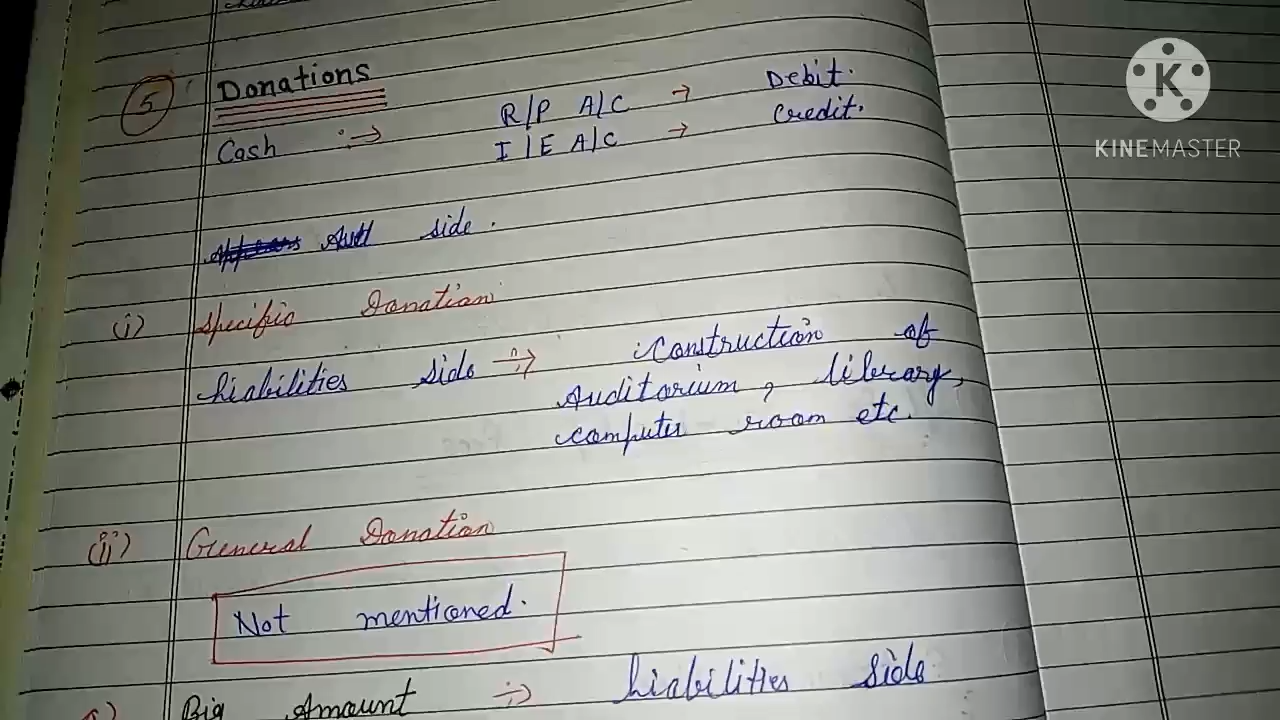 5 Donations
Cash :→ R/P A/C → Debit.
I/E A/C → Credit.
side.
(i) Specific Donation
Liabilities side ÷> Construction of
Auditorium, library,
computer room etc.
(ii) General Donation
Not mentioned.
Big Amount ÷> Liabilities Side
K
KINEMASTER